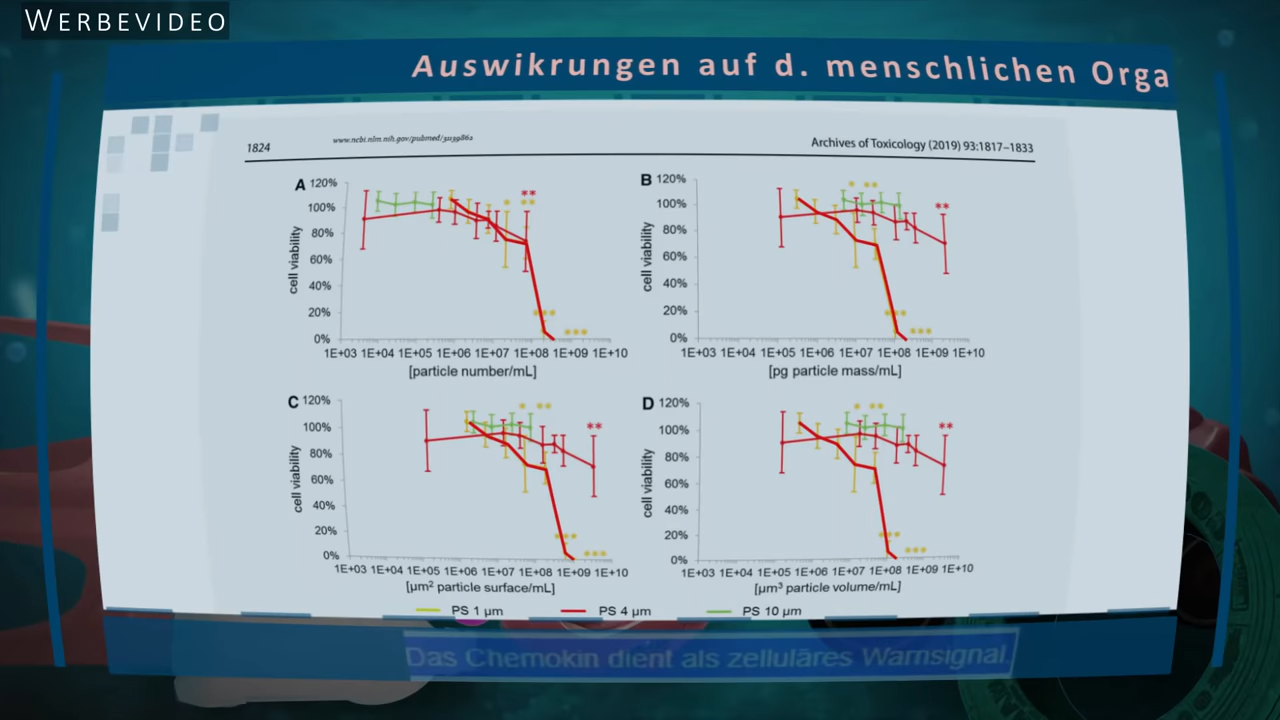 WERBEVIDEO
Auswikrungen auf d. menschlichen Orga
1824
Archives of Toxicology (2019) 93:1817–1833
A
120%
100%
80%
60%
40%
20%
0%
cell viability
** 
* **
***
***
1E+03 1E+04 1E+05 1E+06 1E+07 1E+08 1E+09 1E+10
[particle number/mL]
B
120%
100%
80%
60%
40%
20%
0%
cell viability
* **
**
***
***
1E+03 1E+04 1E+05 1E+06 1E+07 1E+08 1E+09 1E+10
[pg particle mass/mL]
C
120%
100%
80%
60%
40%
20%
0%
cell viability
* **
**
***
***
1E+03 1E+04 1E+05 1E+06 1E+07 1E+08 1E+09 1E+10
[µm² particle surface/mL]
D
120%
100%
80%
60%
40%
20%
0%
cell viability
* **
**
***
***
1E+03 1E+04 1E+05 1E+06 1E+07 1E+08 1E+09 1E+10
[µm³ particle volume/mL]
PS 1 µm PS 4 µm PS 10 µm
Das Chemokin dient als zelluläres Warnsignal.